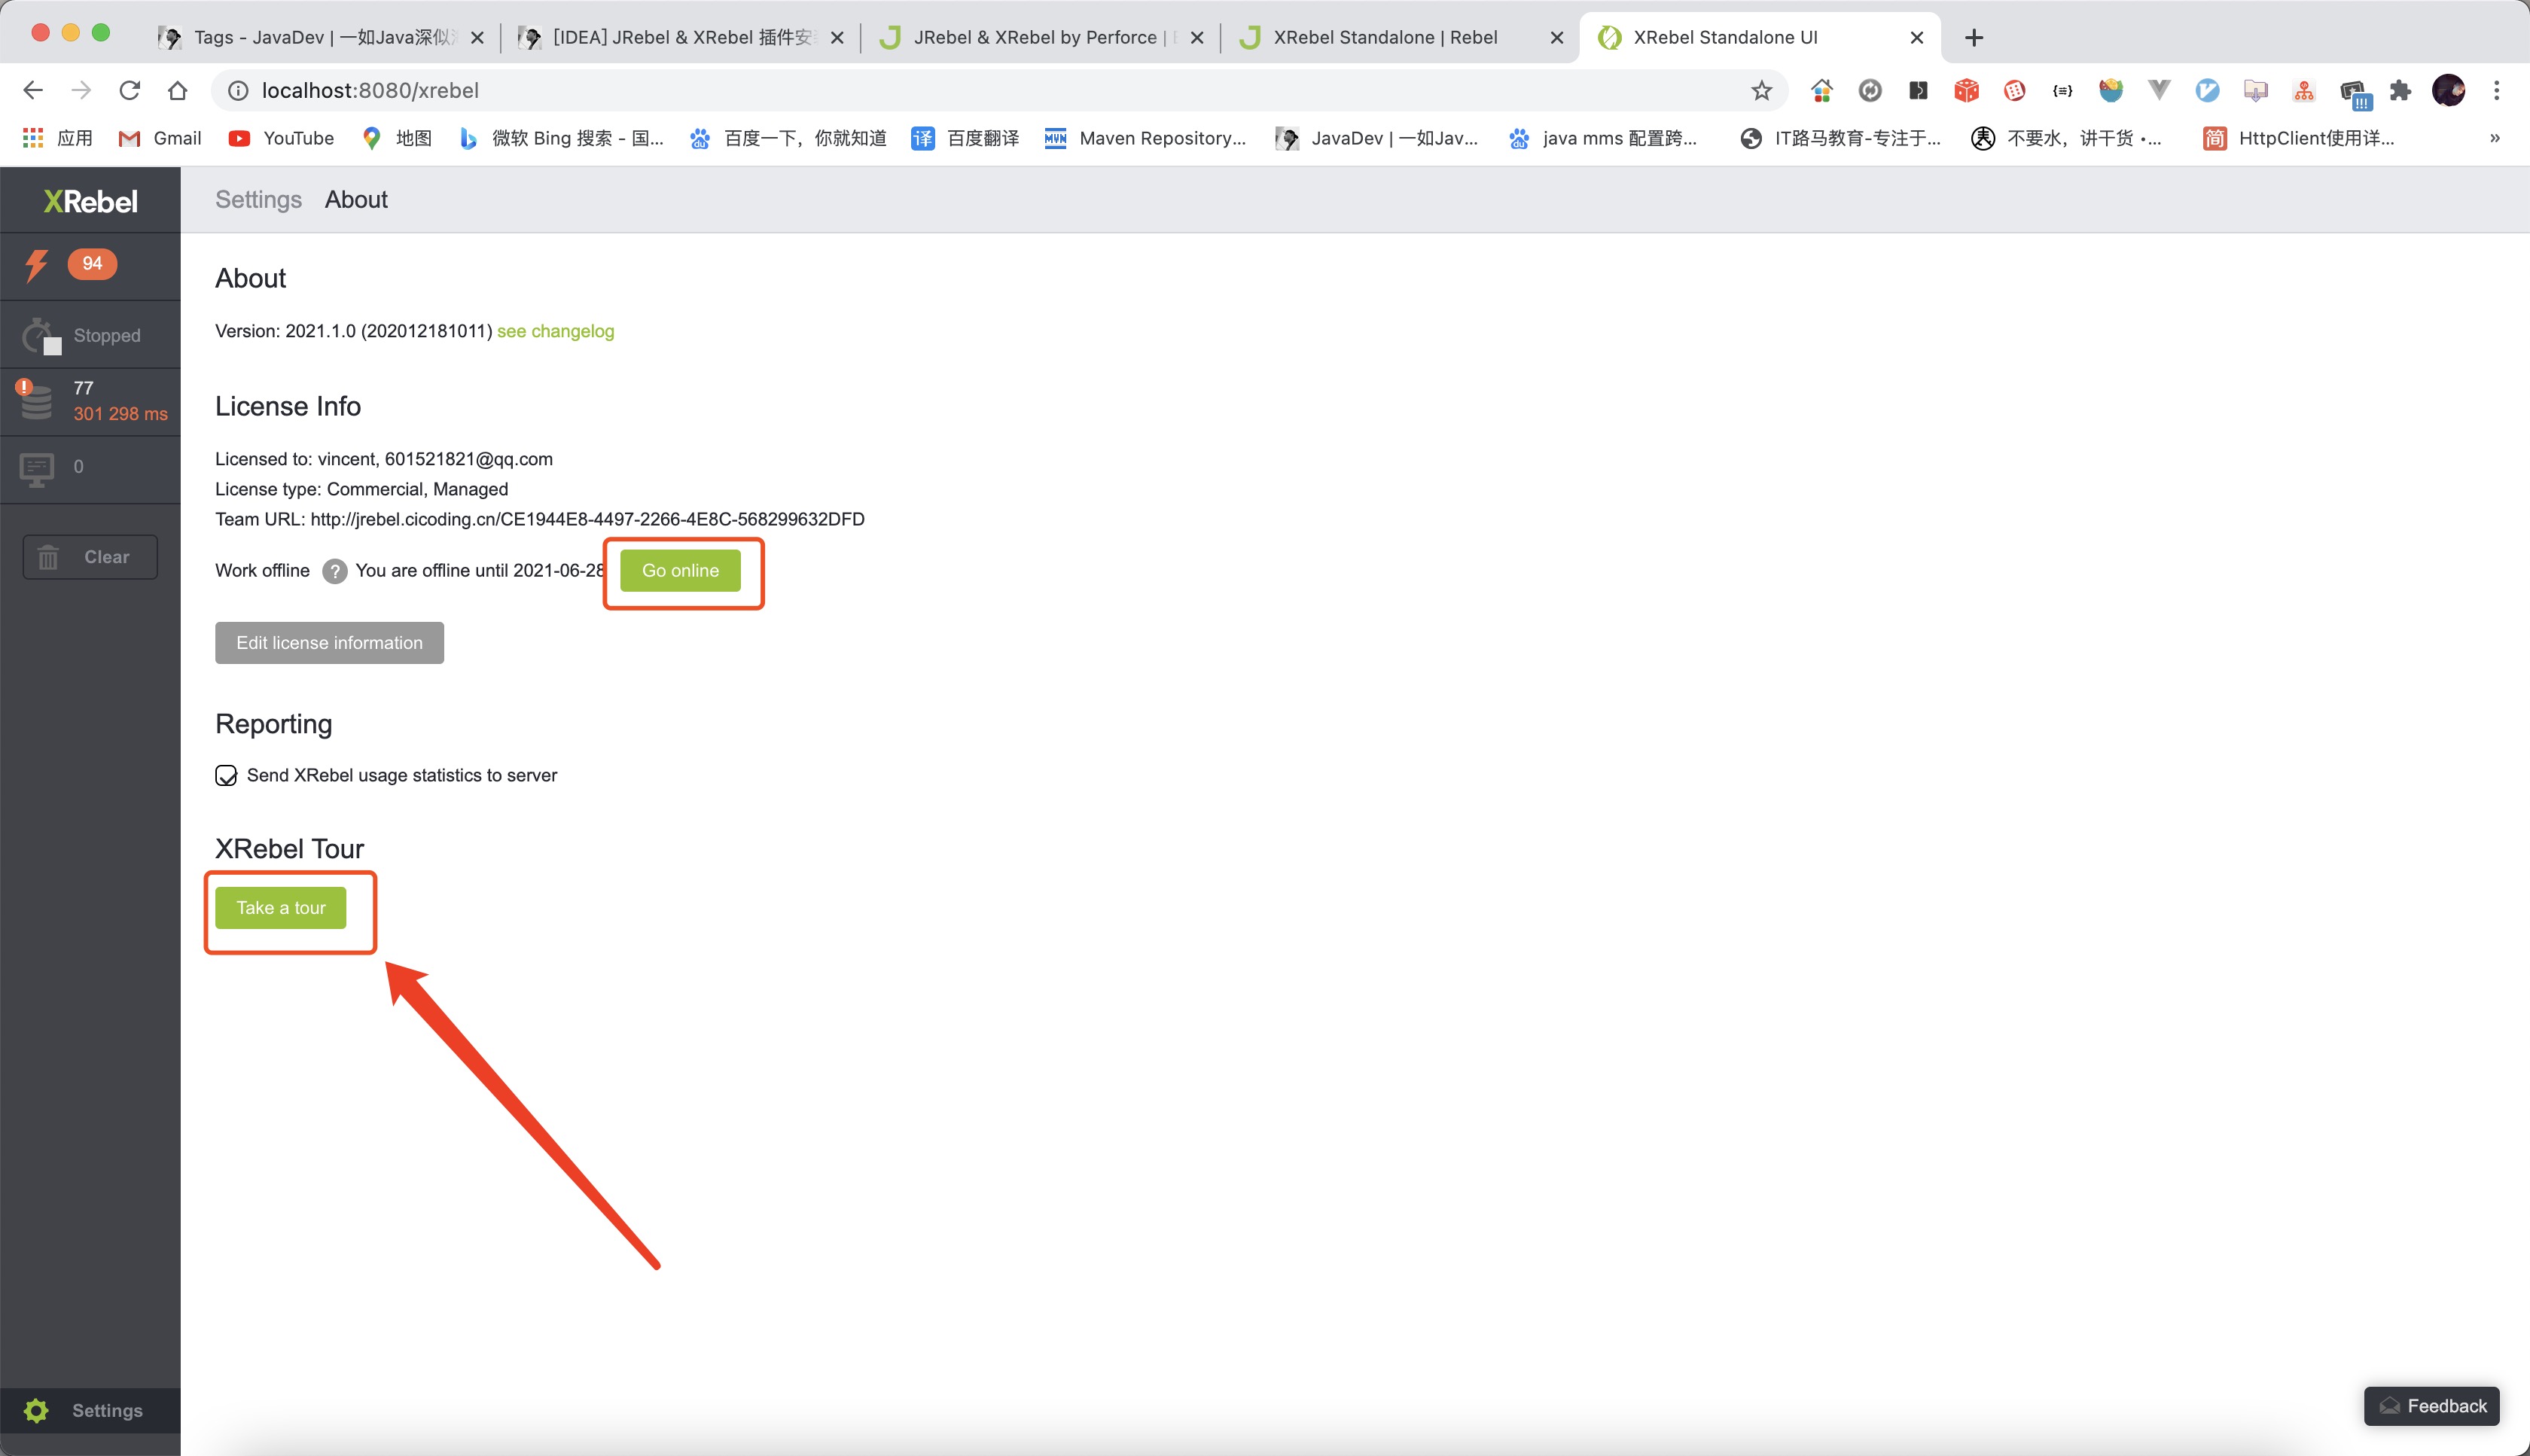 Tags - JavaDev | 一如Java深似
[IDEA] JRebel & XRebel 插件安
JRebel & XRebel by Perforce |
XRebel Standalone | Rebel
XRebel Standalone UI
localhost:8080/xrebel
应用
Gmail
YouTube
地图
微软 Bing 搜索 - 国...
百度一下，你就知道
译 百度翻译
MVN Maven Repository...
JavaDev | 一如Jav...
java mms 配置跨...
IT路马教育-专注于...
不要水，讲干货 •...
简 HttpClient使用详...
»
XRebel
Settings About
94
Stopped
77
301 298 ms
0
Clear
About
Version: 2021.1.0 (202012181011) see changelog
License Info
Licensed to: vincent, 601521821@qq.com
License type: Commercial, Managed
Team URL: http://jrebel.cicoding.cn/CE1944E8-4497-2266-4E8C-568299632DFD
Work offline ? You are offline until 2021-06-28 Go online
Edit license information
Reporting
Send XRebel usage statistics to server
XRebel Tour
Take a tour
Settings
Feedback